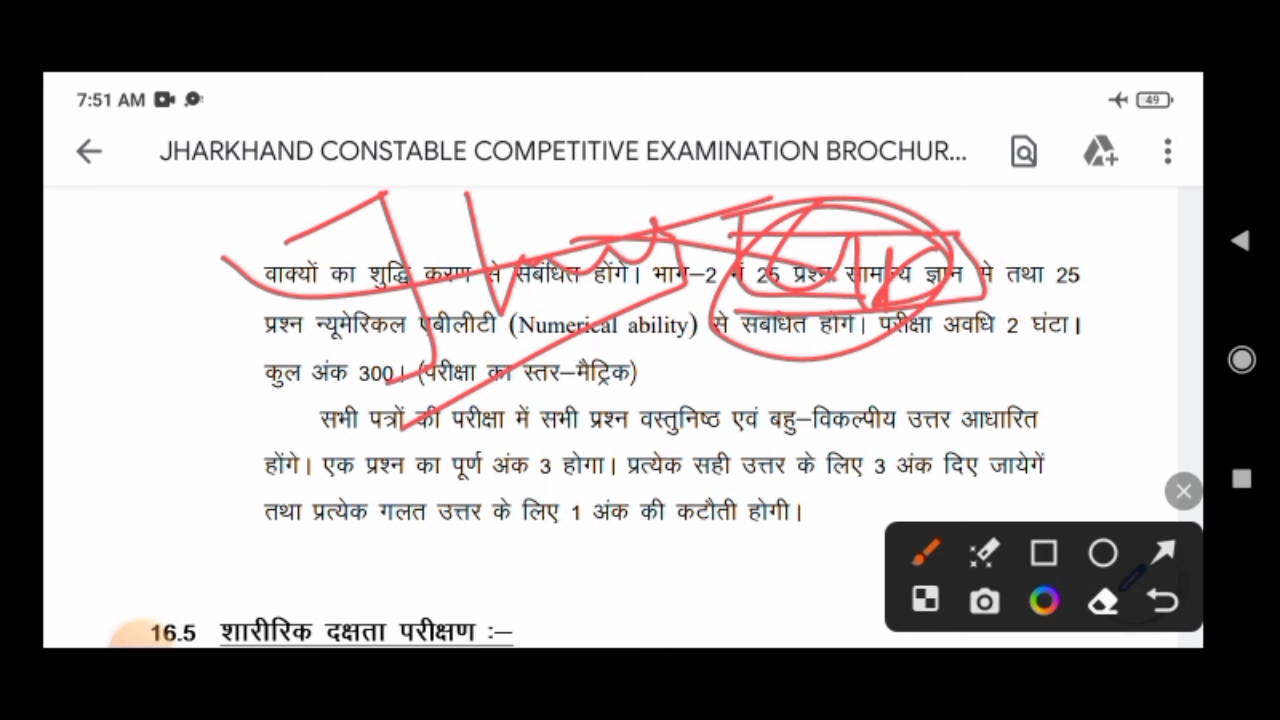 7:51 AM
49
JHARKHAND CONSTABLE COMPETITIVE EXAMINATION BROCHUR...
वाक्यों का शुद्धि करण से संबंधित होंगे। भाग–2 में 25 प्रश्न सामान्य ज्ञान से तथा 25
प्रश्न न्यूमेरिकल एबीलीटी (Numerical ability) से सबंधित होगें। परीक्षा अवधि 2 घंटा।
कुल अंक 300। (परीक्षा का स्तर–मैट्रिक)
सभी पत्रों की परीक्षा में सभी प्रश्न वस्तुनिष्ठ एवं बहु–विकल्पीय उत्तर आधारित
होंगे। एक प्रश्न का पूर्ण अंक 3 होगा। प्रत्येक सही उत्तर के लिए 3 अंक दिए जायेगें
तथा प्रत्येक गलत उत्तर के लिए 1 अंक की कटौती होगी।
16.5 शारीरिक दक्षता परीक्षण :–